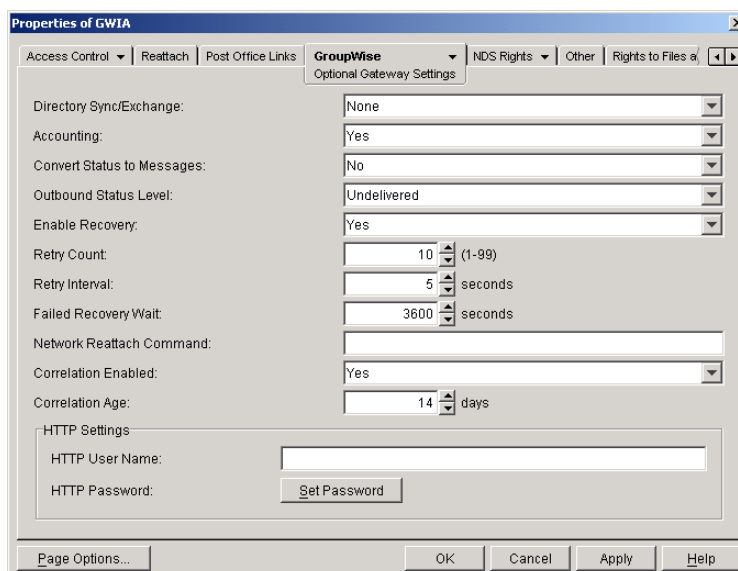 Properties of GWIA
Access Control Reattach Post Office Links GroupWise NDS Rights Other Rights to Files a
Optional Gateway Settings
Directory Sync/Exchange: None
Accounting: Yes
Convert Status to Messages: No
Outbound Status Level: Undelivered
Enable Recovery: Yes
Retry Count: 10 (1-99)
Retry Interval: 5 seconds
Failed Recovery Wait: 3600 seconds
Network Reattach Command:
Correlation Enabled: Yes
Correlation Age: 14 days
HTTP Settings
HTTP User Name:
HTTP Password: Set Password
Page Options... OK Cancel Apply Help